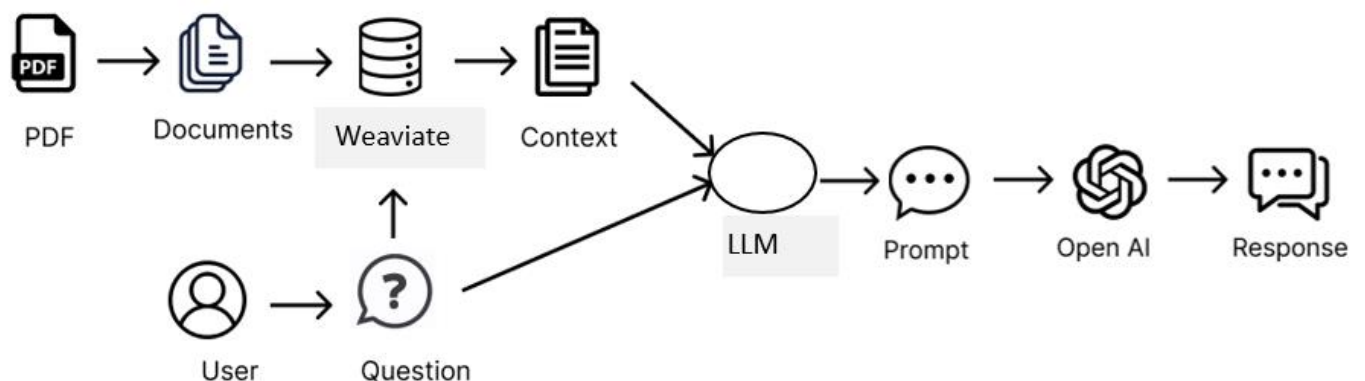 PDF
PDF
Documents
Weaviate
Context
LLM
Prompt
Open AI
Response
?
User
Question